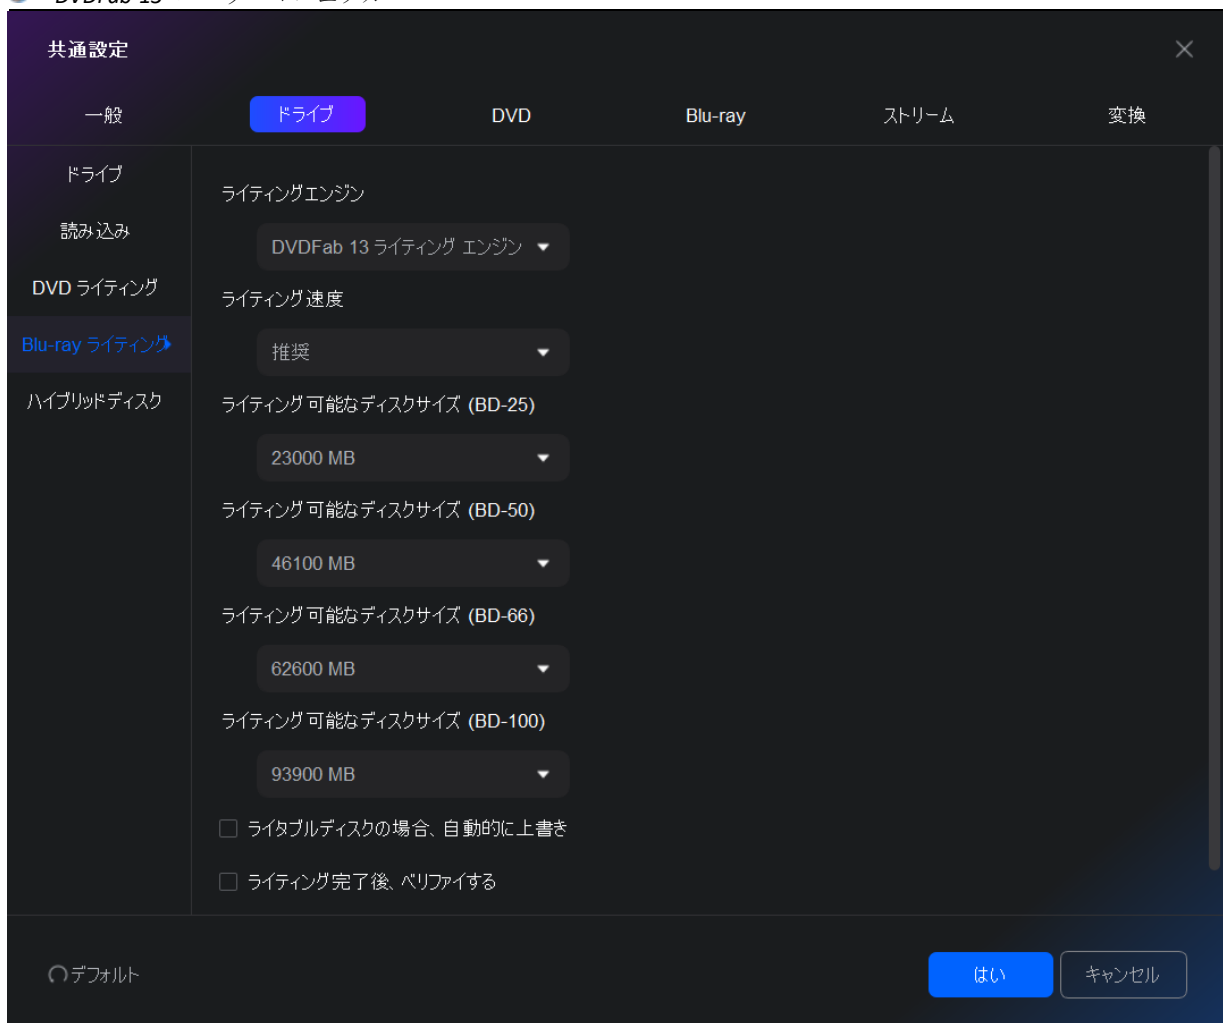 DVDFab 13
共通設定
一般
ドライブ
DVD
Blu-ray
ストリーム
変換
ドライブ
読み込み
DVD ライティング
Blu-ray ライティング
ハイブリッドディスク
ライティングエンジン
DVDFab 13 ライティング エンジン
ライティング速度
推奨
ライティング可能なディスクサイズ (BD-25)
23000 MB
ライティング可能なディスクサイズ (BD-50)
46100 MB
ライティング可能なディスクサイズ (BD-66)
62600 MB
ライティング可能なディスクサイズ (BD-100)
93900 MB
ライタブルディスクの場合、自動的に上書き
ライティング完了後、ベリファイする
デフォルト
はい
キャンセル